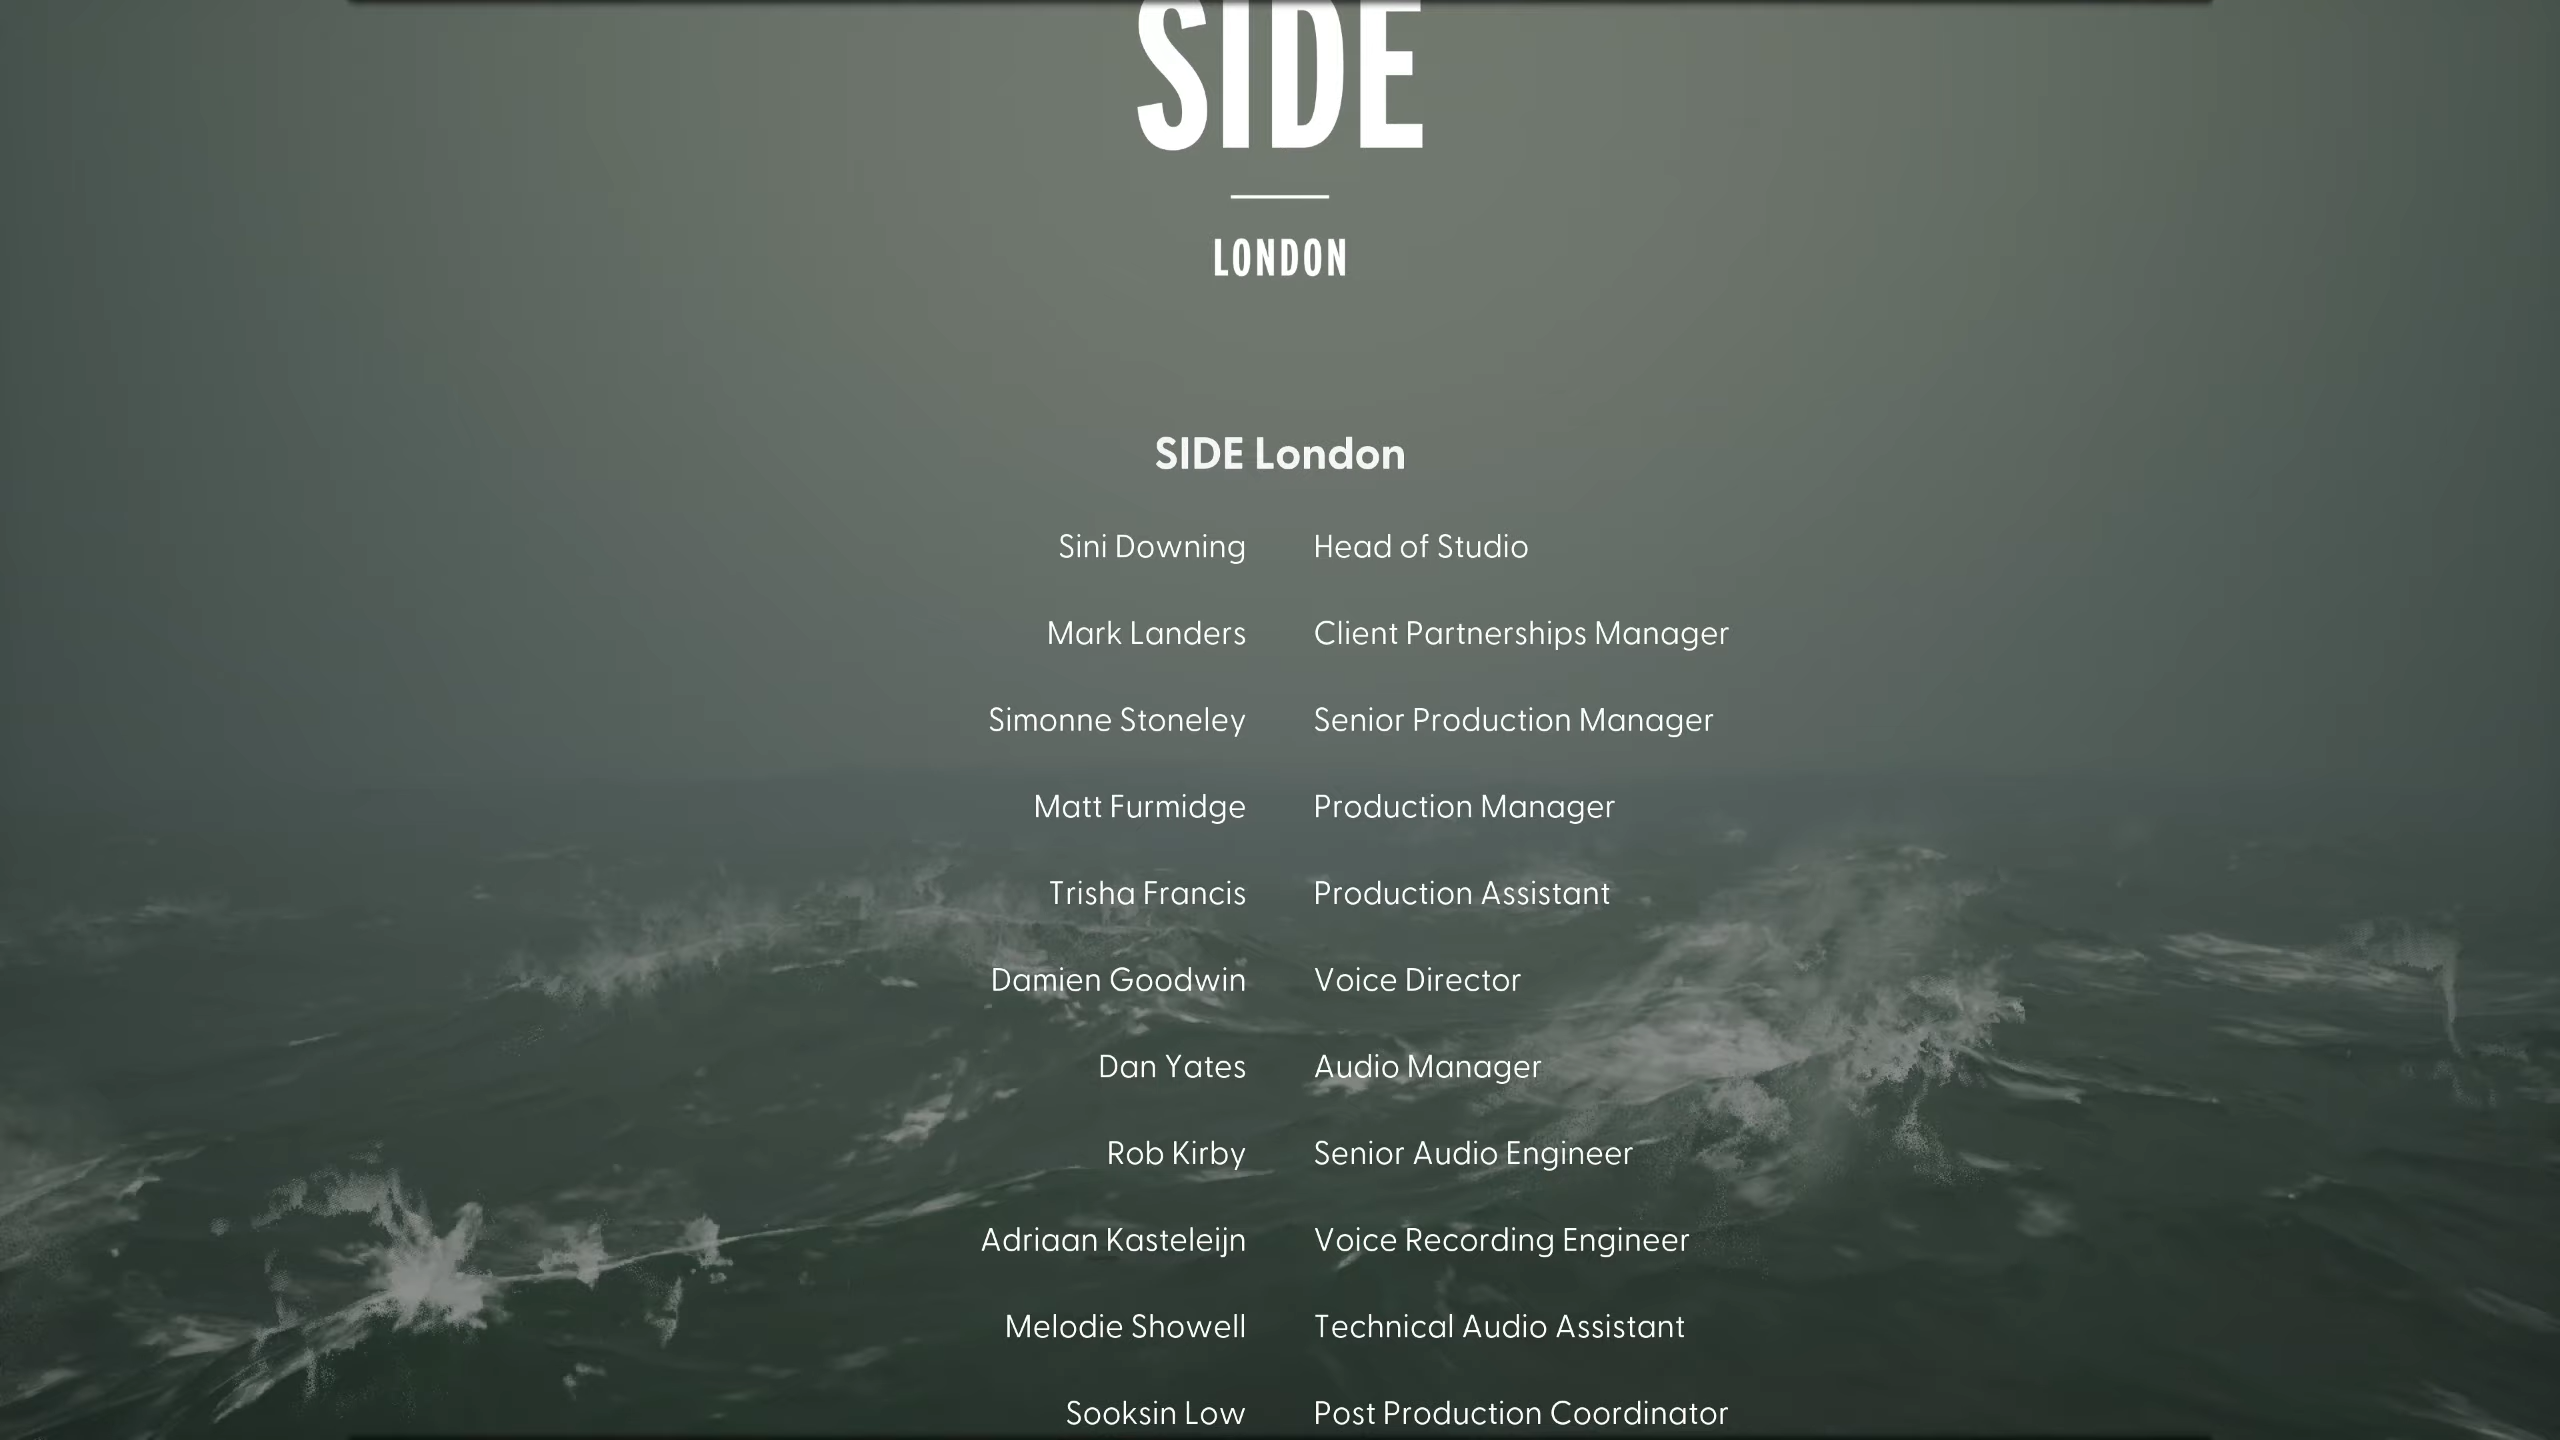 SIDE
LONDON
SIDE London
Sini Downing Head of Studio
Mark Landers Client Partnerships Manager
Simonne Stoneley Senior Production Manager
Matt Furmidge Production Manager
Trisha Francis Production Assistant
Damien Goodwin Voice Director
Dan Yates Audio Manager
Rob Kirby Senior Audio Engineer
Adriaan Kasteleijn Voice Recording Engineer
Melodie Showell Technical Audio Assistant
Sooksin Low Post Production Coordinator